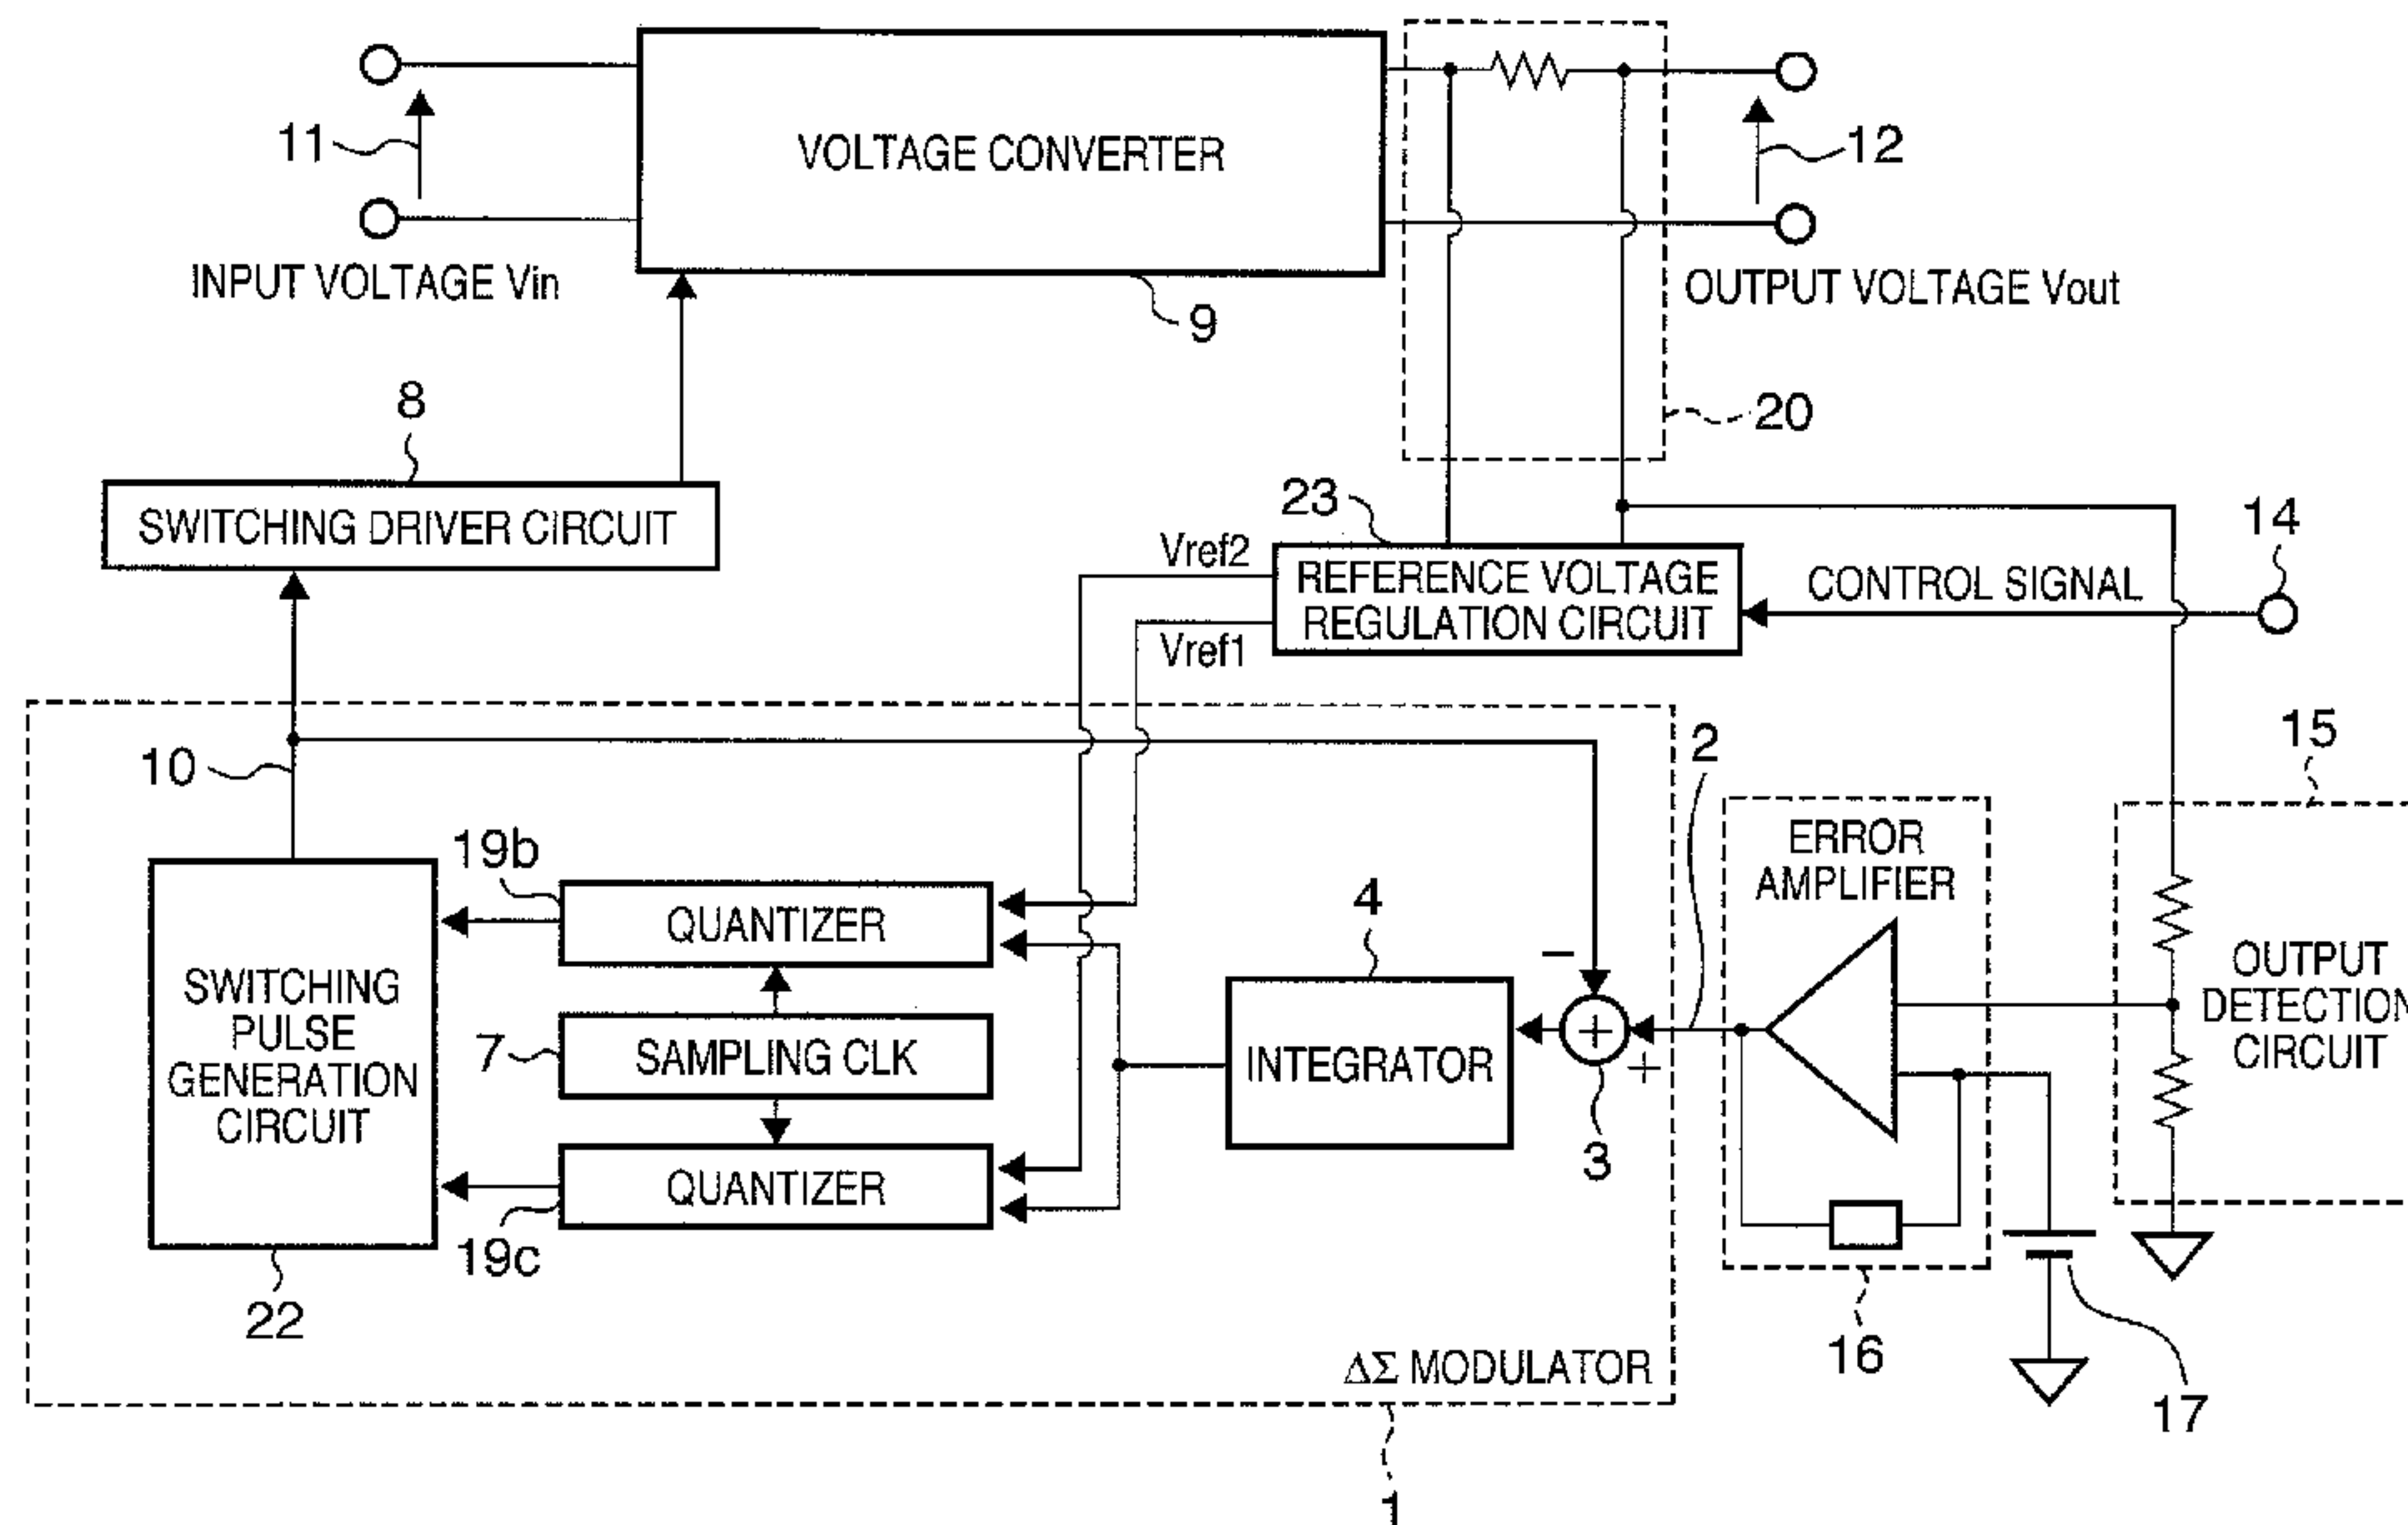 11
VOLTAGE CONVERTER
12
INPUT VOLTAGE Vin
9
OUTPUT VOLTAGE Vout
8
20
SWITCHING DRIVER CIRCUIT
23
14
Vref2
REFERENCE VOLTAGE
REGULATION CIRCUIT
CONTROL SIGNAL
Vref1
10
2
15
19b
QUANTIZER
ERROR
AMPLIFIER
4
−
SWITCHING
PULSE
GENERATION
CIRCUIT
7
SAMPLING CLK
INTEGRATOR
+
+
3
OUTPUT
DETECTION
CIRCUIT
QUANTIZER
19c
22
16
17
ΔΣ MODULATOR
1